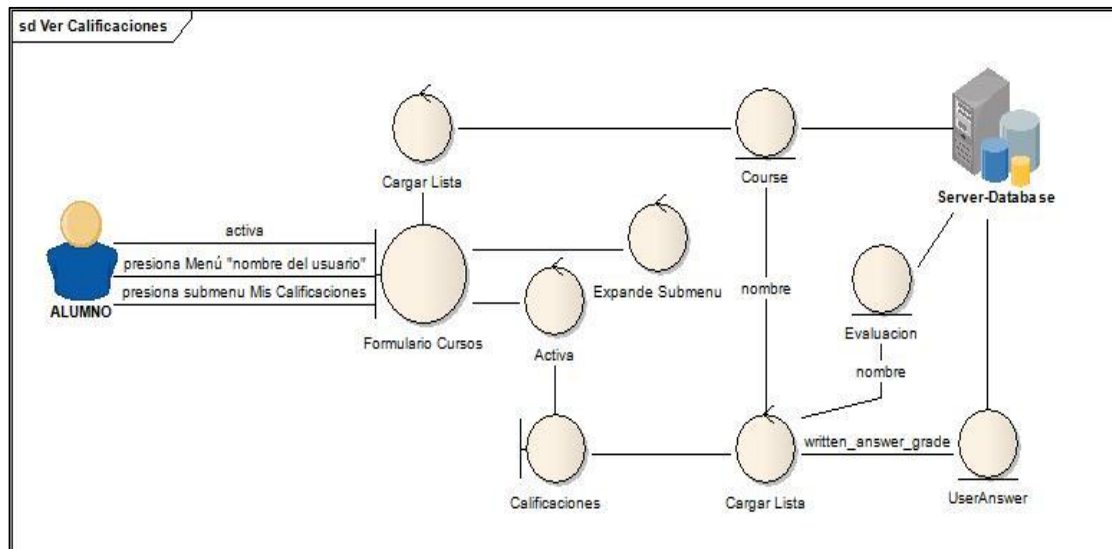 sd Ver Calificaciones
Cargar Lista
Course
Server-Database
activa
presiona Menú "nombre del usuario"
presiona submenu Mis Calificaciones
ALUMNO
Formulario Cursos
Expande Submenu
Activa
nombre
Evaluacion
nombre
written_answer_grade
Calificaciones
Cargar Lista
UserAnswer